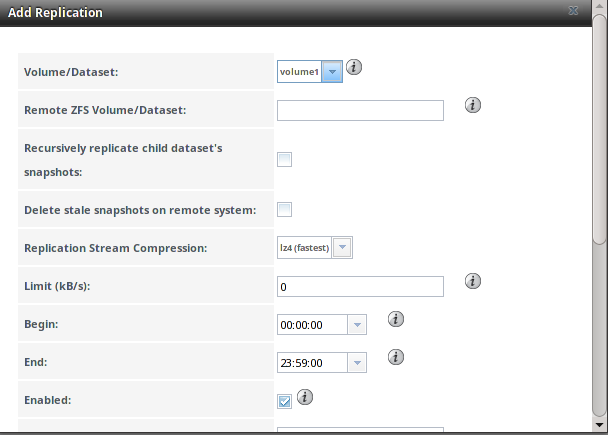 Add Replication
Volume/Dataset: volume1
Remote ZFS Volume/Dataset:
Recursively replicate child dataset's
snapshots:
Delete stale snapshots on remote system:
Replication Stream Compression: lz4 (fastest)
Limit (kB/s): 0
Begin: 00:00:00
End: 23:59:00
Enabled: